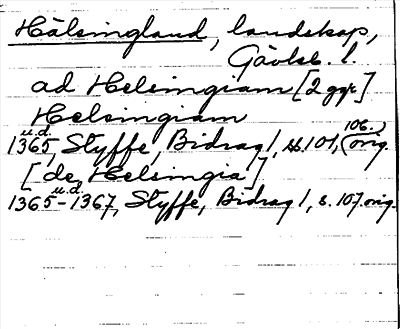 Hälsingland, landskap,
Gävleb. l.
ad Helsingiam [2 ggr]
Helsingiam
1365 u.d., Styffe, Bidrag 1, ss. 101, 106. (orig.)
[de Helsingia]
1365-1367 u.d., Styffe, Bidrag 1, s. 107. orig.